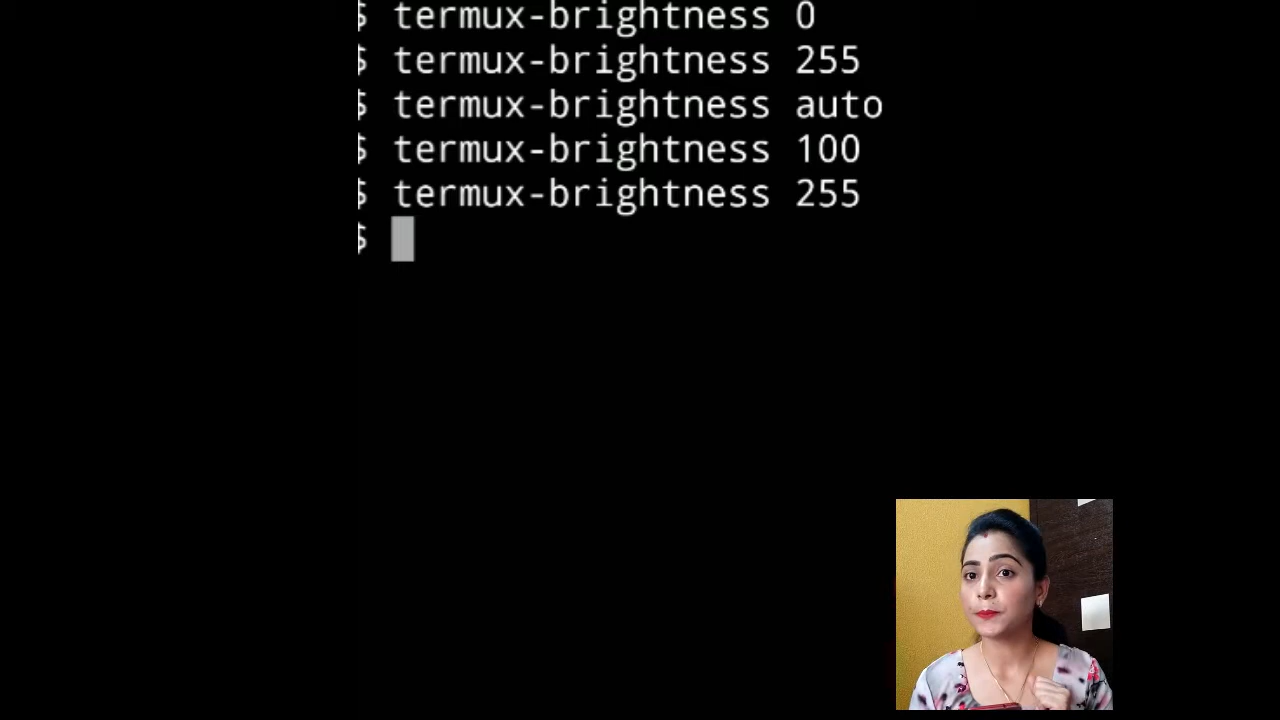 $ termux-brightness 0
$ termux-brightness 255
$ termux-brightness auto
$ termux-brightness 100
$ termux-brightness 255
$